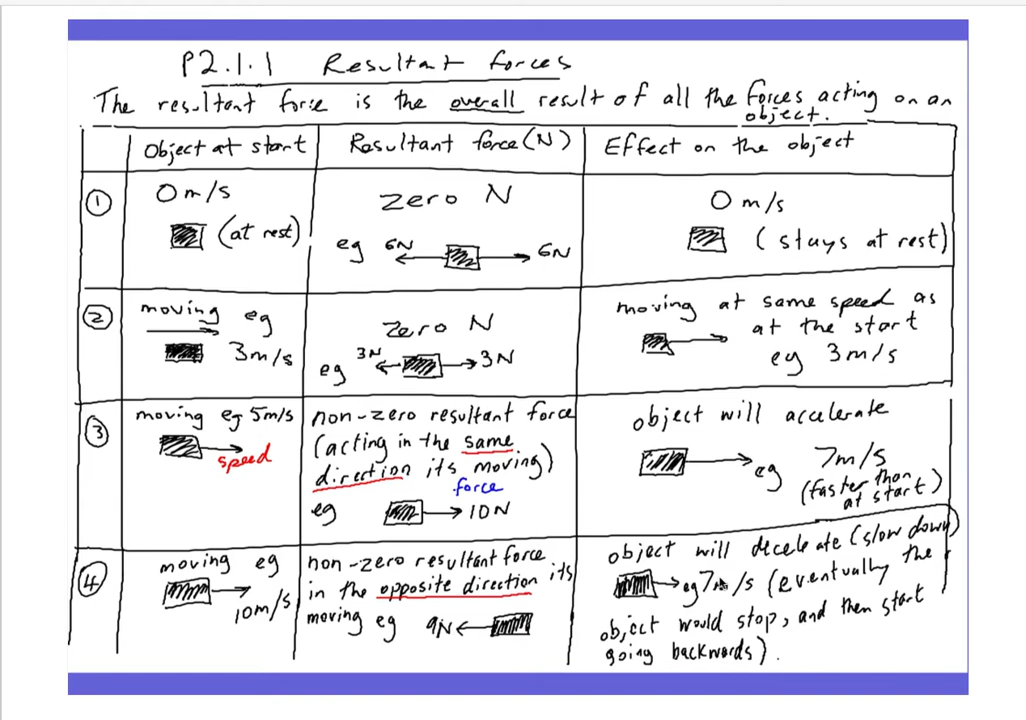 P2.1.1 Resultant forces
The resultant force is the overall result of all the forces acting on an
object.
Object at start
Resultant force (N)
Effect on the object
1
0 m/s
(at rest)
zero N
eg 6N 6N
0 m/s
(stays at rest)
2
moving eg
3m/s
zero N
eg 3N 3N
moving at same speed as
at the start
eg 3m/s
3
moving eg 5m/s
speed
non-zero resultant force
(acting in the same
direction its moving)
force
eg 10N
object will accelerate
eg 7m/s
(faster than
at start)
4
moving eg
10m/s
non-zero resultant force
in the opposite direction its
moving eg 9N
object will decelerate (slow down)
eg 7m/s (eventually the
object would stop, and then start
going backwords).